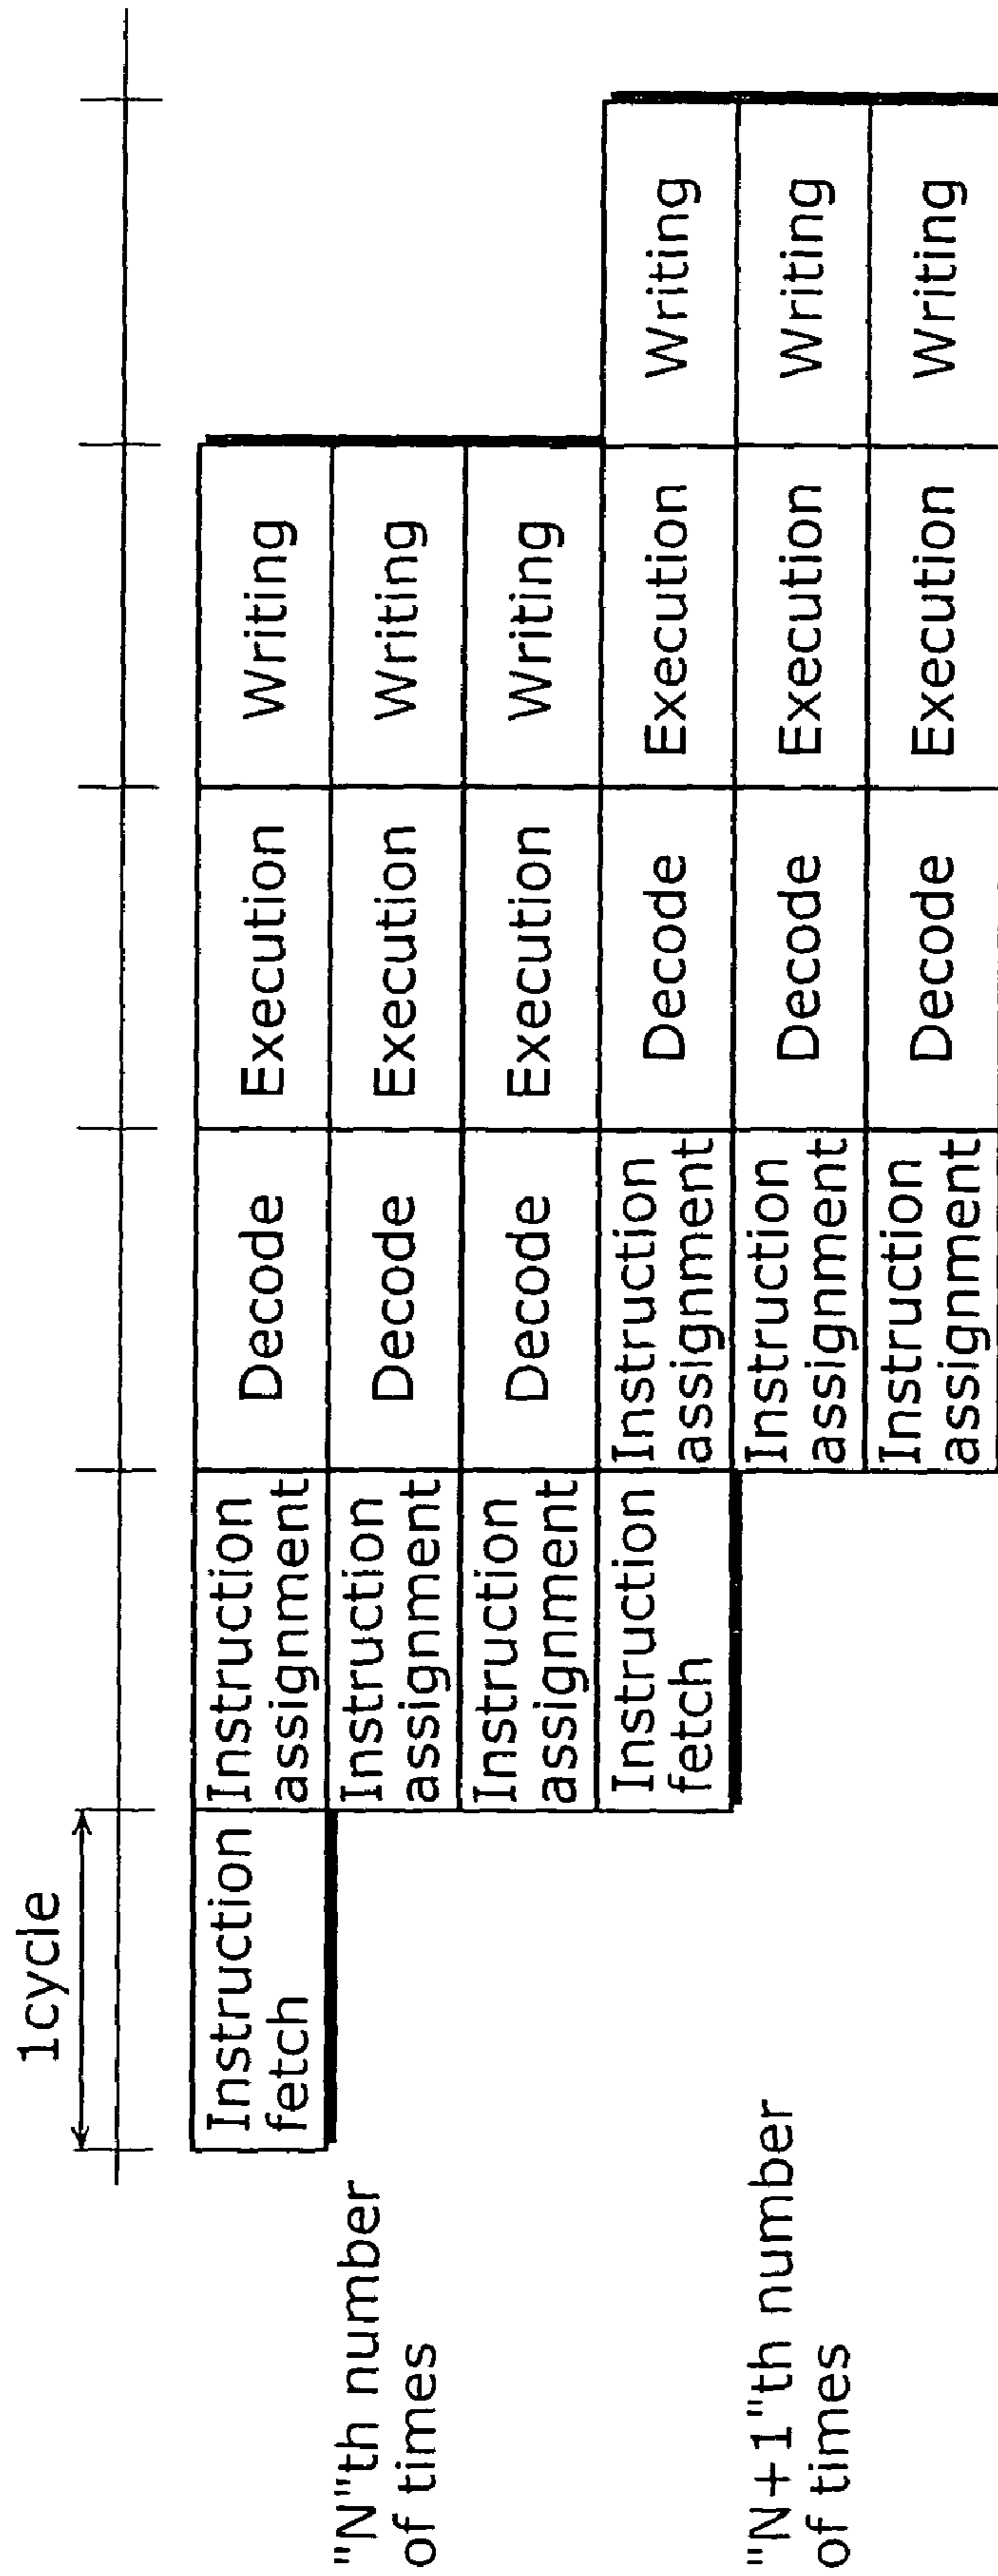 1cycle
"N"th number
of times
Instruction
fetch
Instruction
assignment
Decode
Execution
Writing
Instruction
assignment
Decode
Execution
Writing
Instruction
assignment
Decode
Execution
Writing
"N+1"th number
of times
Instruction
fetch
Instruction
assignment
Decode
Execution
Writing
Instruction
assignment
Decode
Execution
Writing
Instruction
assignment
Decode
Execution
Writing